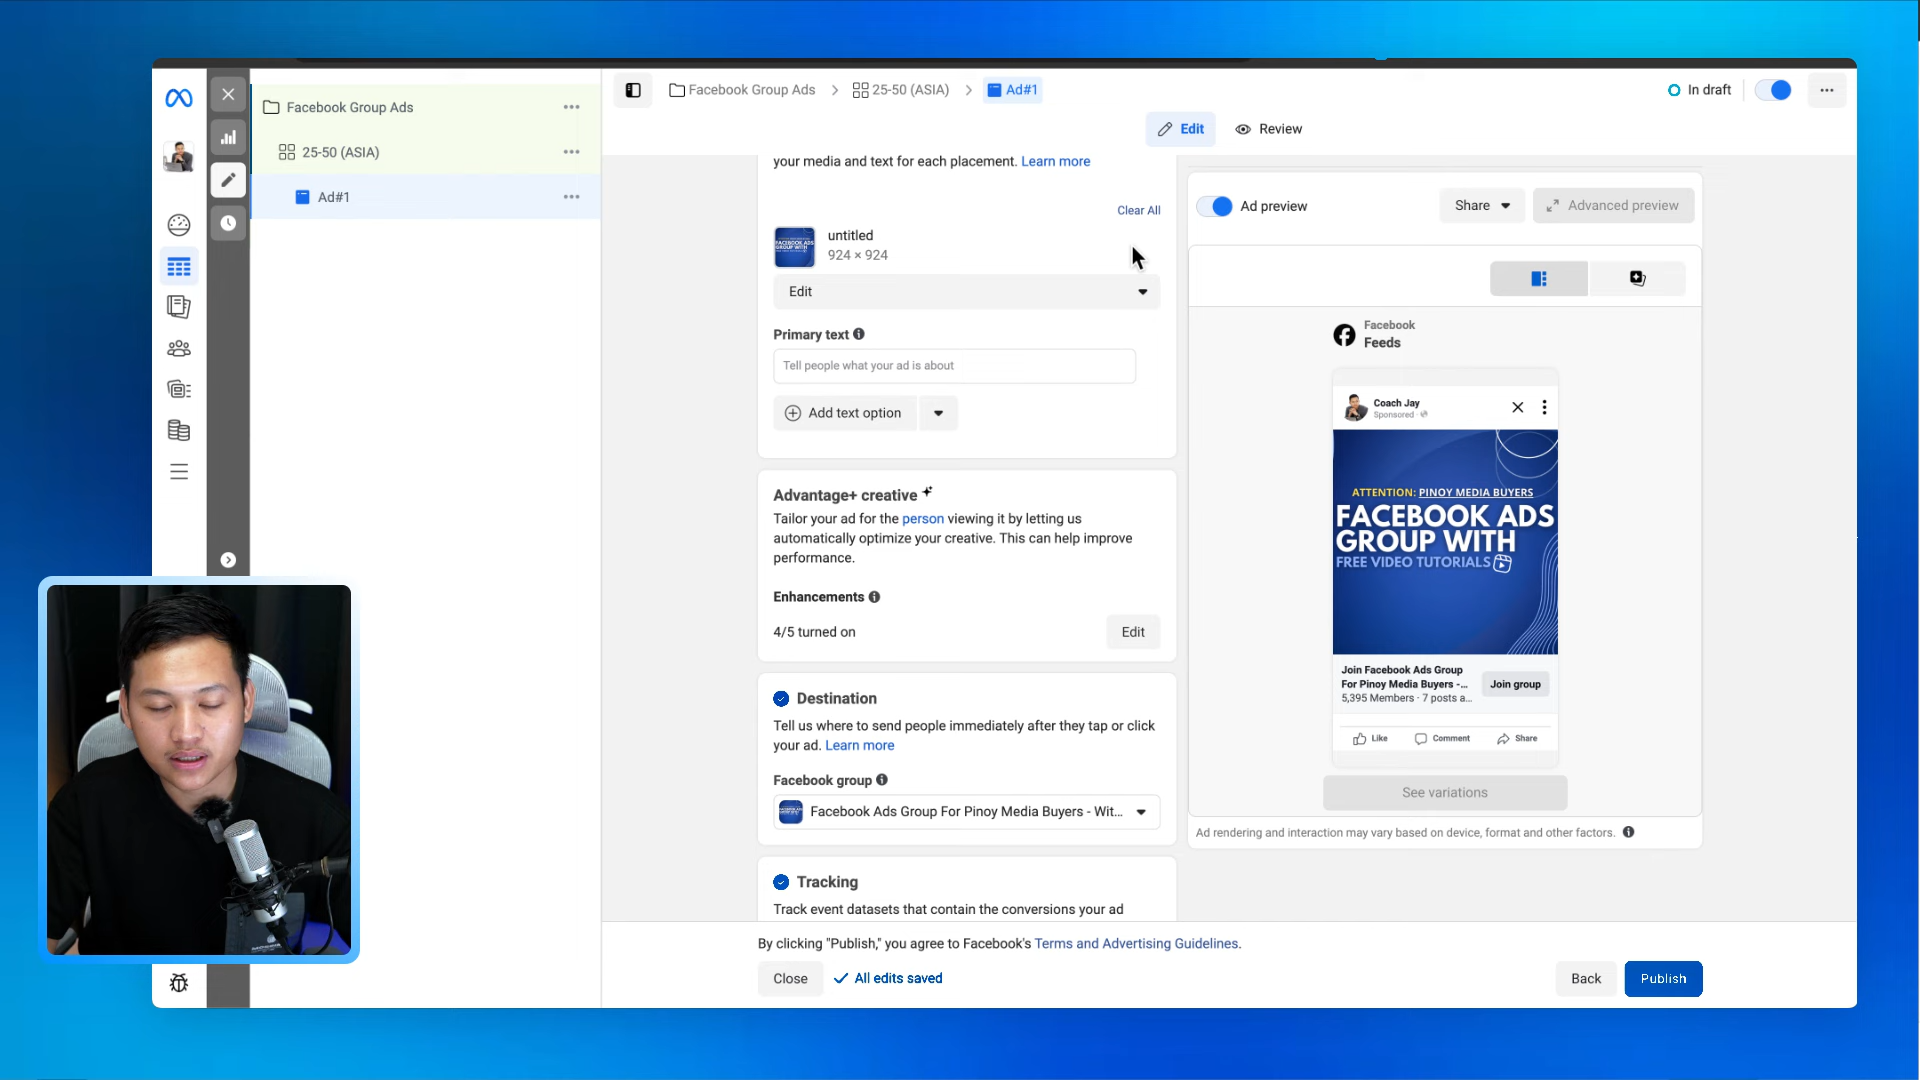 Facebook Group Ads
25-50 (ASIA)
Ad#1
Facebook Group Ads
25-50 (ASIA)
Ad#1
In draft
Edit
Review
your media and text for each placement. Learn more
Clear All
untitled
924 × 924
Edit
Primary text
Tell people what your ad is about
Add text option
Advantage+ creative
Tailor your ad for the person viewing it by letting us
automatically optimize your creative. This can help improve
performance.
Enhancements
4/5 turned on
Edit
Destination
Tell us where to send people immediately after they tap or click
your ad. Learn more
Facebook group
Facebook Ads Group For Pinoy Media Buyers - Wit...
Tracking
Track event datasets that contain the conversions your ad
Ad preview
Share
Advanced preview
Facebook
Feeds
Coach Jay
Sponsored ·
ATTENTION: PINOY MEDIA BUYERS
FACEBOOK ADS
GROUP WITH
FREE VIDEO TUTORIALS
Join Facebook Ads Group
For Pinoy Media Buyers -...
5,395 Members · 7 posts a...
Join group
Like
Comment
Share
See variations
Ad rendering and interaction may vary based on device, format and other factors.
By clicking "Publish," you agree to Facebook's Terms and Advertising Guidelines.
Close
All edits saved
Back
Publish